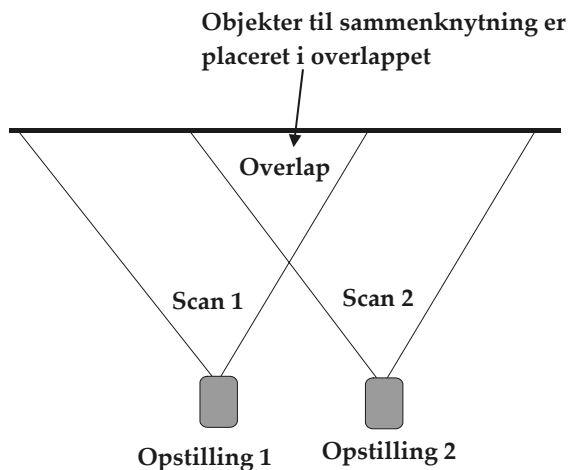 Objekter til sammenknytning er
placeret i overlappet
Overlap
Scan 1
Scan 2
Opstilling 1
Opstilling 2